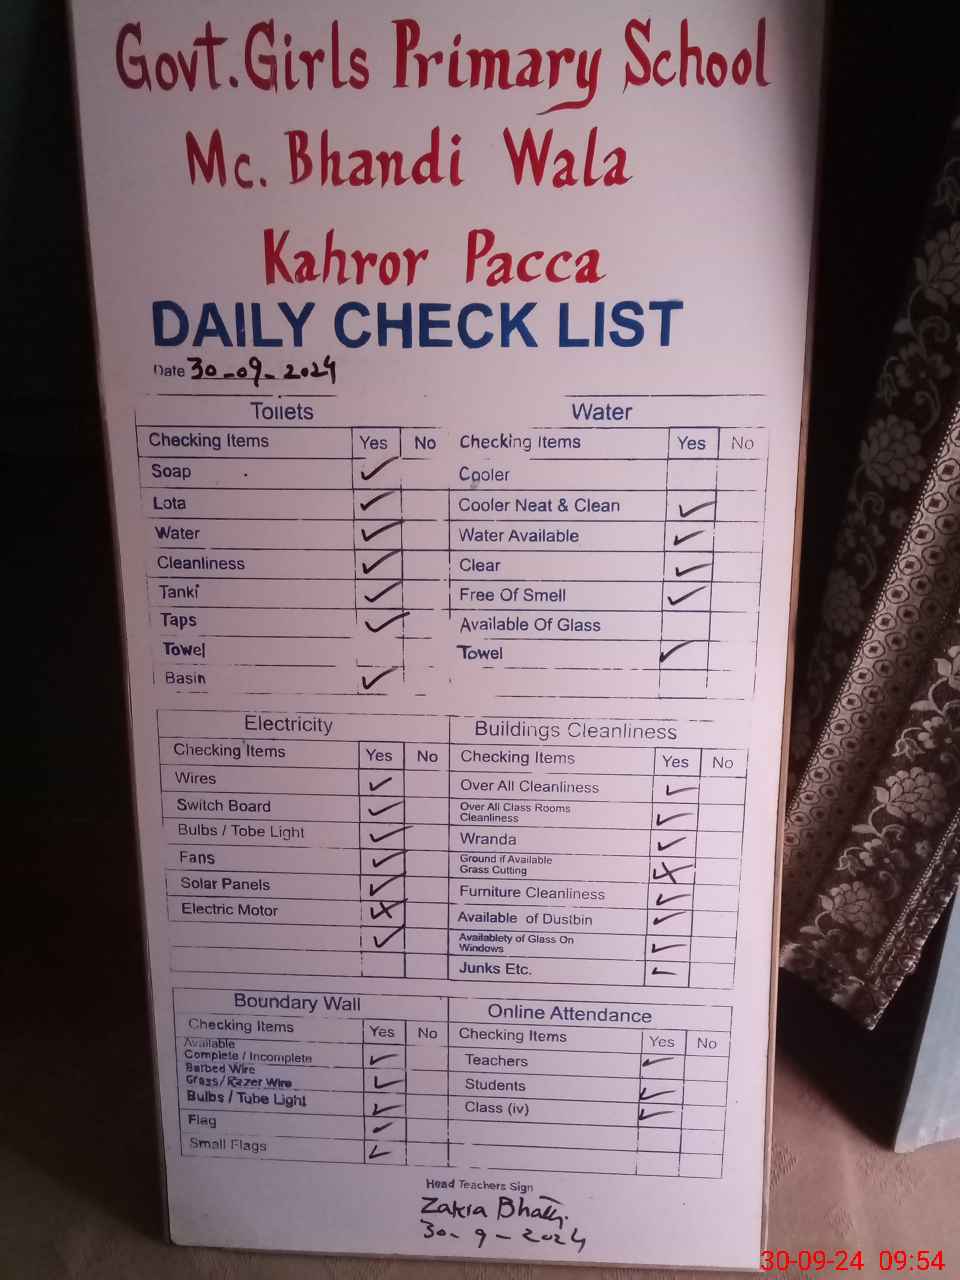 Govt. Girls Primary School
Mc. Bhandi Wala
Kahror Pacca
DAILY CHECK LIST
Date 30-09-2024
Toilets
Checking Items Yes No
Soap ✓
Lota ✓
Water ✓
Cleanliness ✓
Tanki ✓
Taps ✓
Towel
Basin ✓
Water
Checking Items Yes No
Cooler
Cooler Neat & Clean ✓
Water Available ✓
Clear ✓
Free Of Smell ✓
Available Of Glass
Towel ✓
Electricity
Checking Items Yes No
Wires ✓
Switch Board ✓
Bulbs / Tobe Light ✓
Fans ✓
Solar Panels ✓
Electric Motor ✗
✓
Buildings Cleanliness
Checking Items Yes No
Over All Cleanliness ✓
Over All Class Rooms
Cleanliness ✓
Wranda ✓
Ground if Available
Grass Cutting ✗
Furniture Cleanliness ✓
Available of Dustbin ✓
Availablety of Glass On
Windows ✓
Junks Etc. ✓
Boundary Wall
Checking Items Yes No
Available
Complete / Incomplete ✓
Barbed Wire
Grass/Razer Wire ✓
Bulbs / Tube Light ✓
Flag ✓
Small Flags ✓
Online Attendance
Checking Items Yes No
Teachers ✓
Students ✓
Class (iv) ✓
Head Teachers Sign
Zakia Bhatti
30-9-2024
30-09-24 09:54